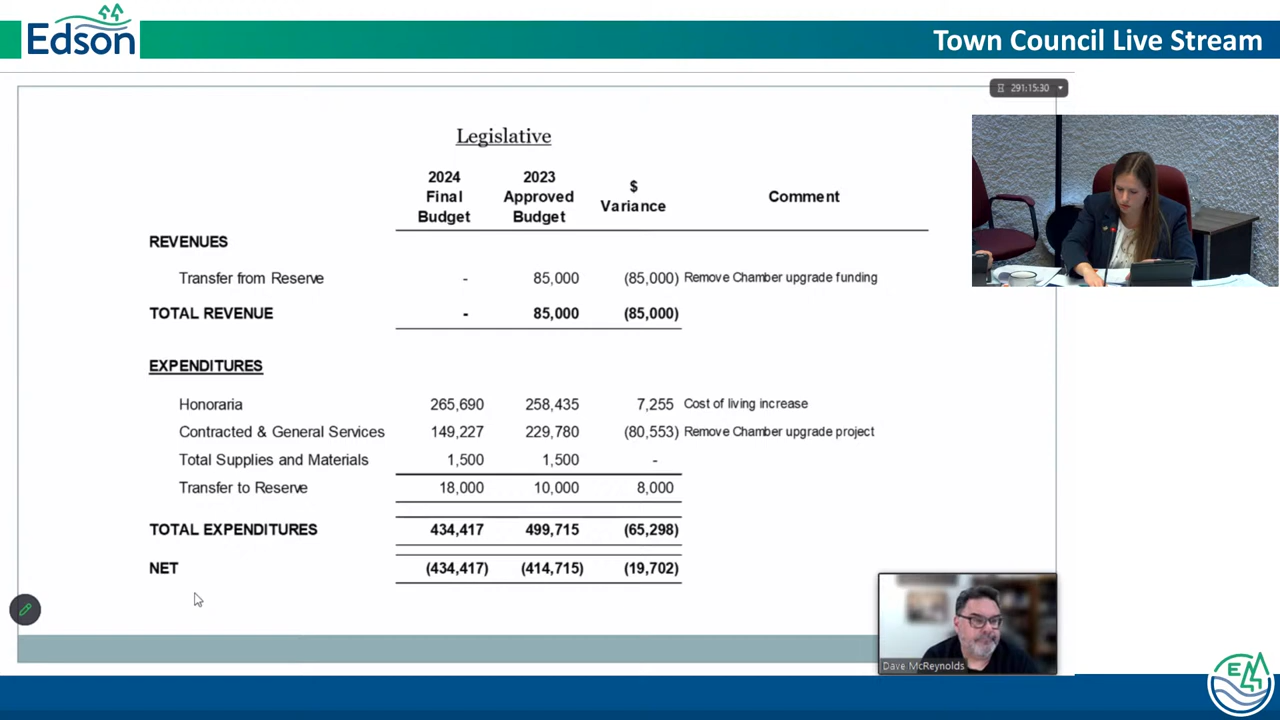 Edson
Town Council Live Stream
291:15:30
Legislative
2024 Final Budget 2023 Approved Budget $ Variance Comment
REVENUES
Transfer from Reserve - 85,000 (85,000) Remove Chamber upgrade funding
TOTAL REVENUE - 85,000 (85,000)
EXPENDITURES
Honoraria 265,690 258,435 7,255 Cost of living increase
Contracted & General Services 149,227 229,780 (80,553) Remove Chamber upgrade project
Total Supplies and Materials 1,500 1,500 -
Transfer to Reserve 18,000 10,000 8,000
TOTAL EXPENDITURES 434,417 499,715 (65,298)
NET (434,417) (414,715) (19,702)
Dave McReynolds